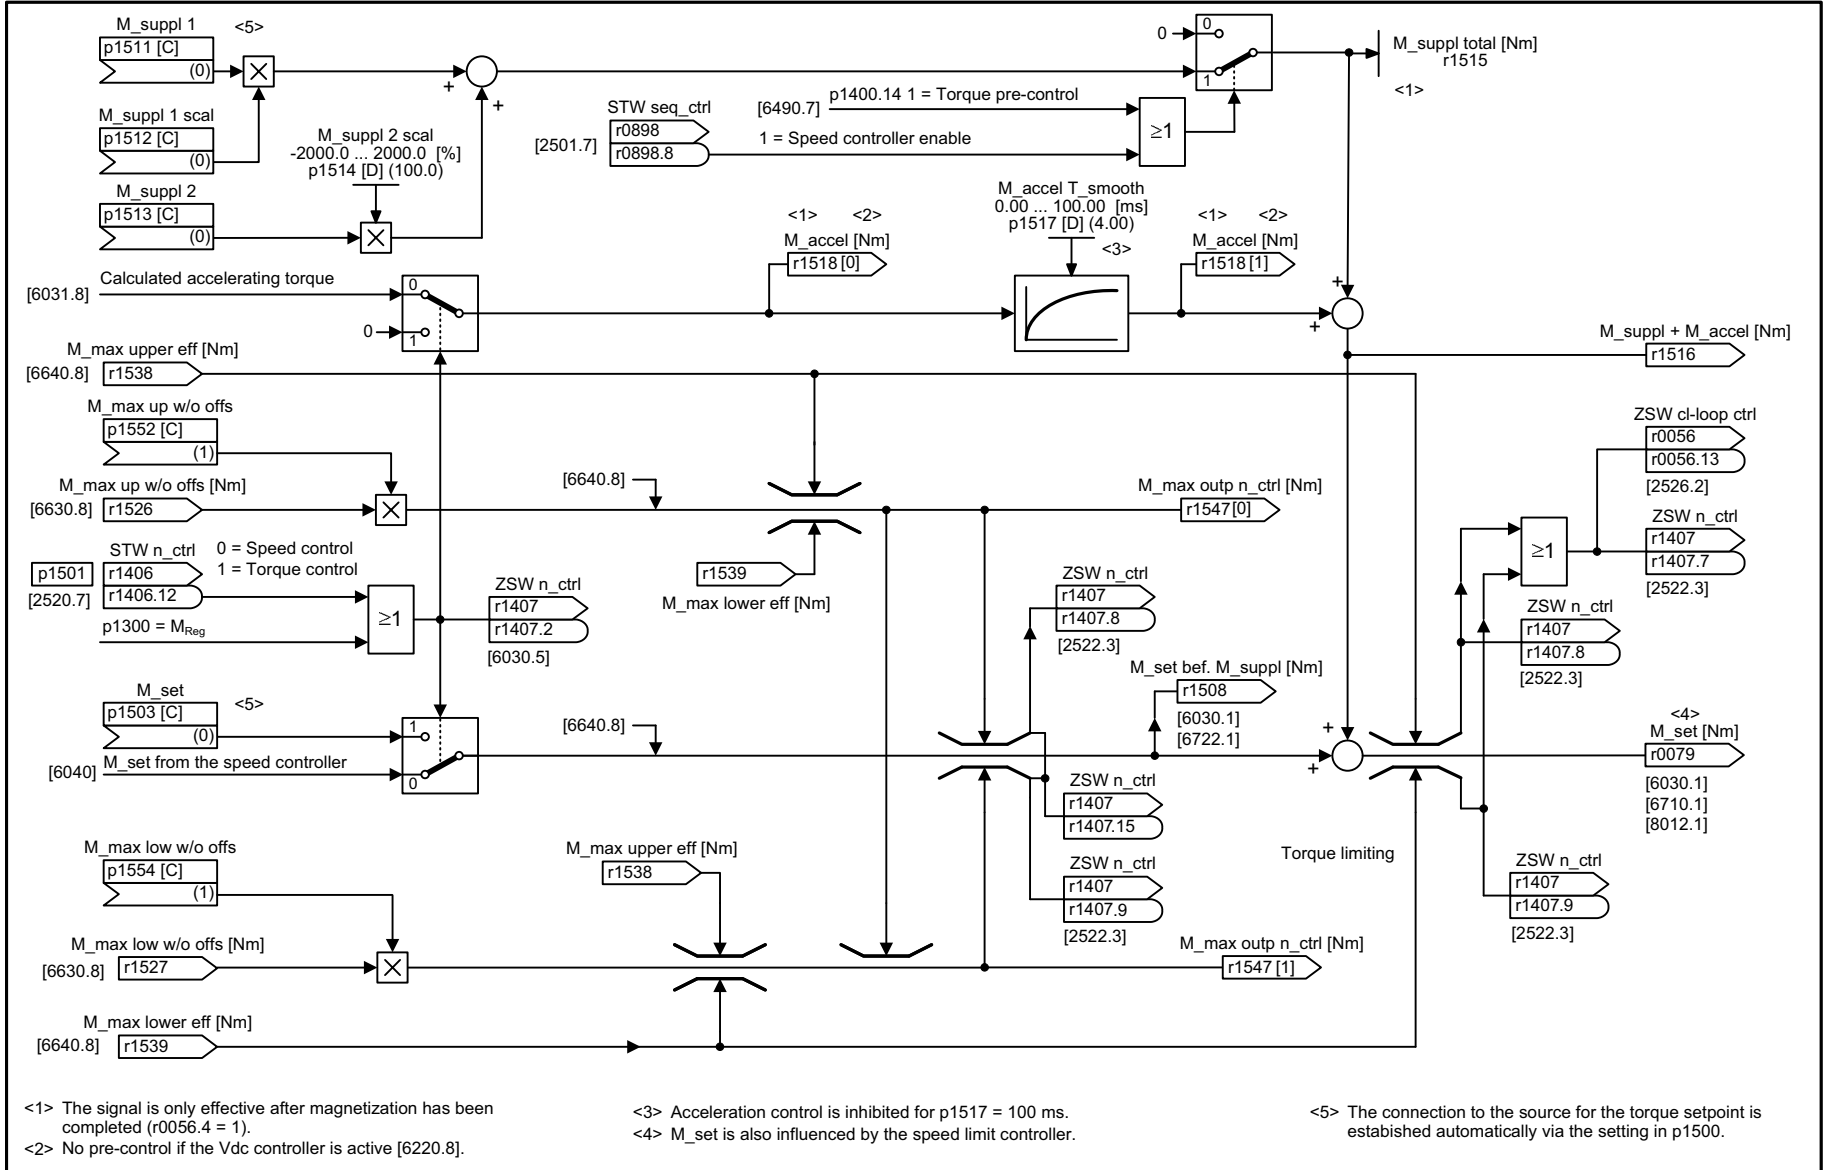 M_suppl 1
<5>
p1511 [C]
(0)
M_suppl 1 scal
p1512 [C]
(0)
M_suppl 2 scal
-2000.0 ... 2000.0 [%]
p1514 [D] (100.0)
M_suppl 2
p1513 [C]
(0)
+
+
0
0
1
M_suppl total [Nm]
r1515
<1>
STW seq_ctrl
r0898
r0898.8
[2501.7]
[6490.7]
p1400.14 1 = Torque pre-control
1 = Speed controller enable
≥1
Calculated accelerating torque
[6031.8]
0
0
1
<1> <2>
M_accel [Nm]
r1518 [0]
M_accel T_smooth
0.00 ... 100.00 [ms]
p1517 [D] (4.00)
<3>
<1> <2>
M_accel [Nm]
r1518 [1]
+
+
M_suppl + M_accel [Nm]
r1516
M_max upper eff [Nm]
[6640.8]
r1538
M_max up w/o offs
p1552 [C]
(1)
M_max up w/o offs [Nm]
[6630.8]
r1526
[6640.8]
M_max outp n_ctrl [Nm]
r1547 [0]
r1539
M_max lower eff [Nm]
ZSW cl-loop ctrl
r0056
r0056.13
[2526.2]
≥1
ZSW n_ctrl
r1407
r1407.7
[2522.3]
STW n_ctrl
p1501
r1406
r1406.12
[2520.7]
0 = Speed control
1 = Torque control
p1300 = MReg
≥1
ZSW n_ctrl
r1407
r1407.2
[6030.5]
ZSW n_ctrl
r1407
r1407.8
[2522.3]
ZSW n_ctrl
r1407
r1407.8
[2522.3]
M_set
<5>
p1503 [C]
(0)
[6040]
M_set from the speed controller
1
0
[6640.8]
M_set bef. M_suppl [Nm]
r1508
[6030.1]
[6722.1]
+
+
<4>
M_set [Nm]
r0079
[6030.1]
[6710.1]
[8012.1]
ZSW n_ctrl
r1407
r1407.15
ZSW n_ctrl
r1407
r1407.9
[2522.3]
Torque limiting
ZSW n_ctrl
r1407
r1407.9
[2522.3]
M_max low w/o offs
p1554 [C]
(1)
M_max upper eff [Nm]
r1538
M_max low w/o offs [Nm]
[6630.8]
r1527
M_max outp n_ctrl [Nm]
r1547 [1]
M_max lower eff [Nm]
[6640.8]
r1539
<1> The signal is only effective after magnetization has been
completed (r0056.4 = 1).
<2> No pre-control if the Vdc controller is active [6220.8].
<3> Acceleration control is inhibited for p1517 = 100 ms.
<4> M_set is also influenced by the speed limit controller.
<5> The connection to the source for the torque setpoint is
estabished automatically via the setting in p1500.